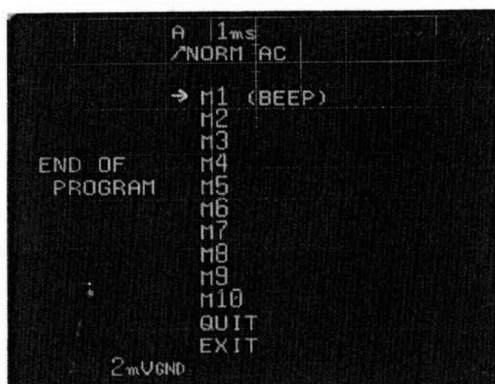 A 1ms
↗NORM AC
→ M1 (BEEP)
M2
M3
END OF M4
PROGRAM M5
M6
M7
M8
M9
M10
QUIT
EXIT
2mVGND